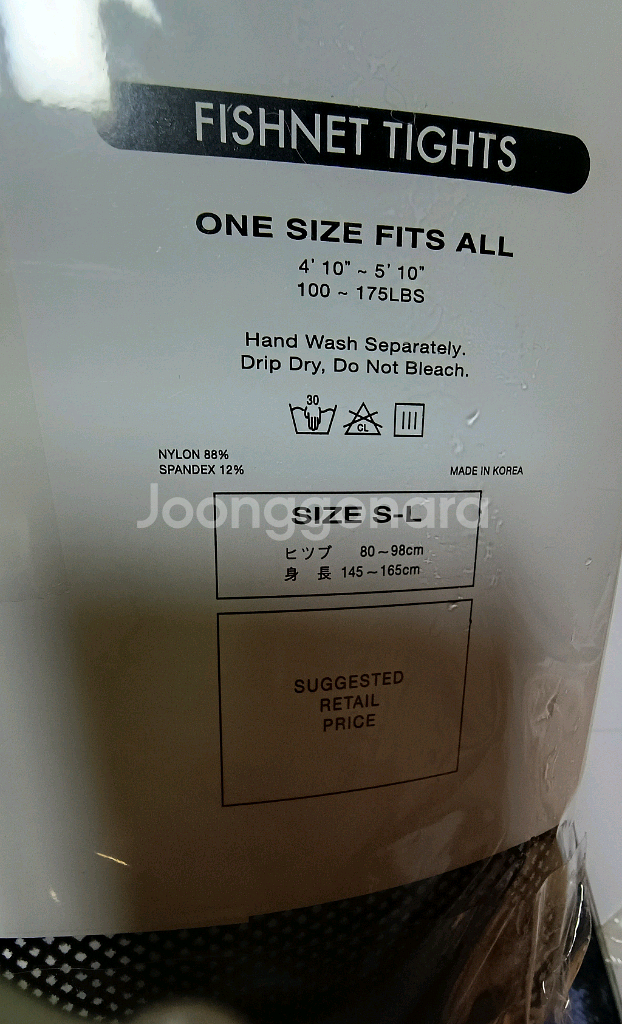 FISHNET TIGHTS
ONE SIZE FITS ALL
4' 10" ~ 5' 10"
100 ~ 175LBS
Hand Wash Separately.
Drip Dry, Do Not Bleach.
30
CL
NYLON 88%
SPANDEX 12%
MADE IN KOREA
Joonggonara
SIZE S-L
ヒツプ 80~98cm
身 長 145~165cm
SUGGESTED
RETAIL
PRICE